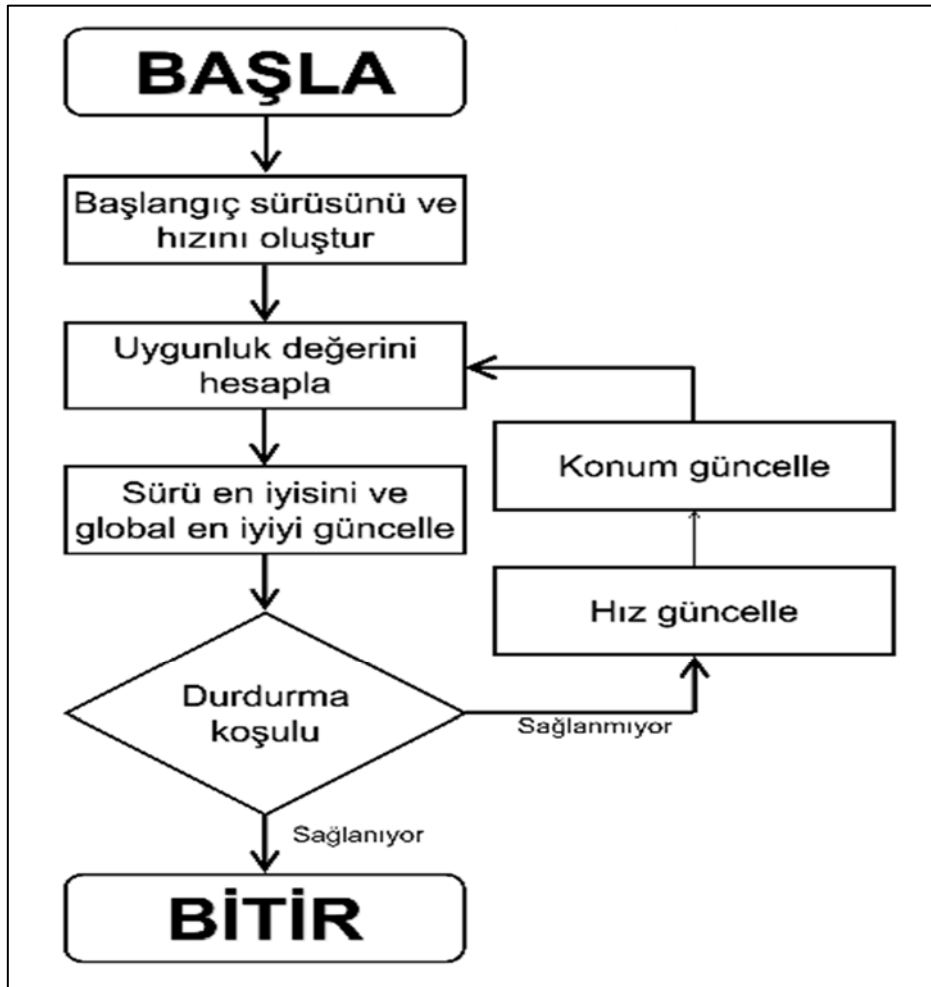 BAŞLA
Başlangıç sürüsünü ve
hızını oluştur
Uygunluk değerini
hesapla
Sürü en iyisini ve
global en iyiyi güncelle
Konum güncelle
Hız güncelle
Durdurma
koşulu
Sağlanmıyor
Sağlanıyor
BİTİR